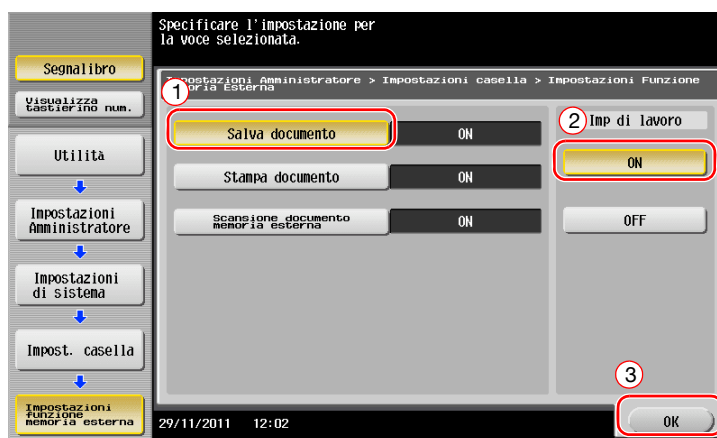 Specificare l'impostazione per
la voce selezionata.
Segnalibro
Visualizza
tastierino num.
Utilità
Impostazioni
Amministratore
Impostazioni
di sistema
Impost. casella
Impostazioni
funzione
memoria esterna
Impostazioni Amministratore > Impostazioni casella > Impostazioni Funzione
Memoria Esterna
1
Salva documento ON
Stampa documento ON
Scansione documento
memoria esterna ON
2 Imp di lavoro
ON
OFF
3
29/11/2011 12:02
OK